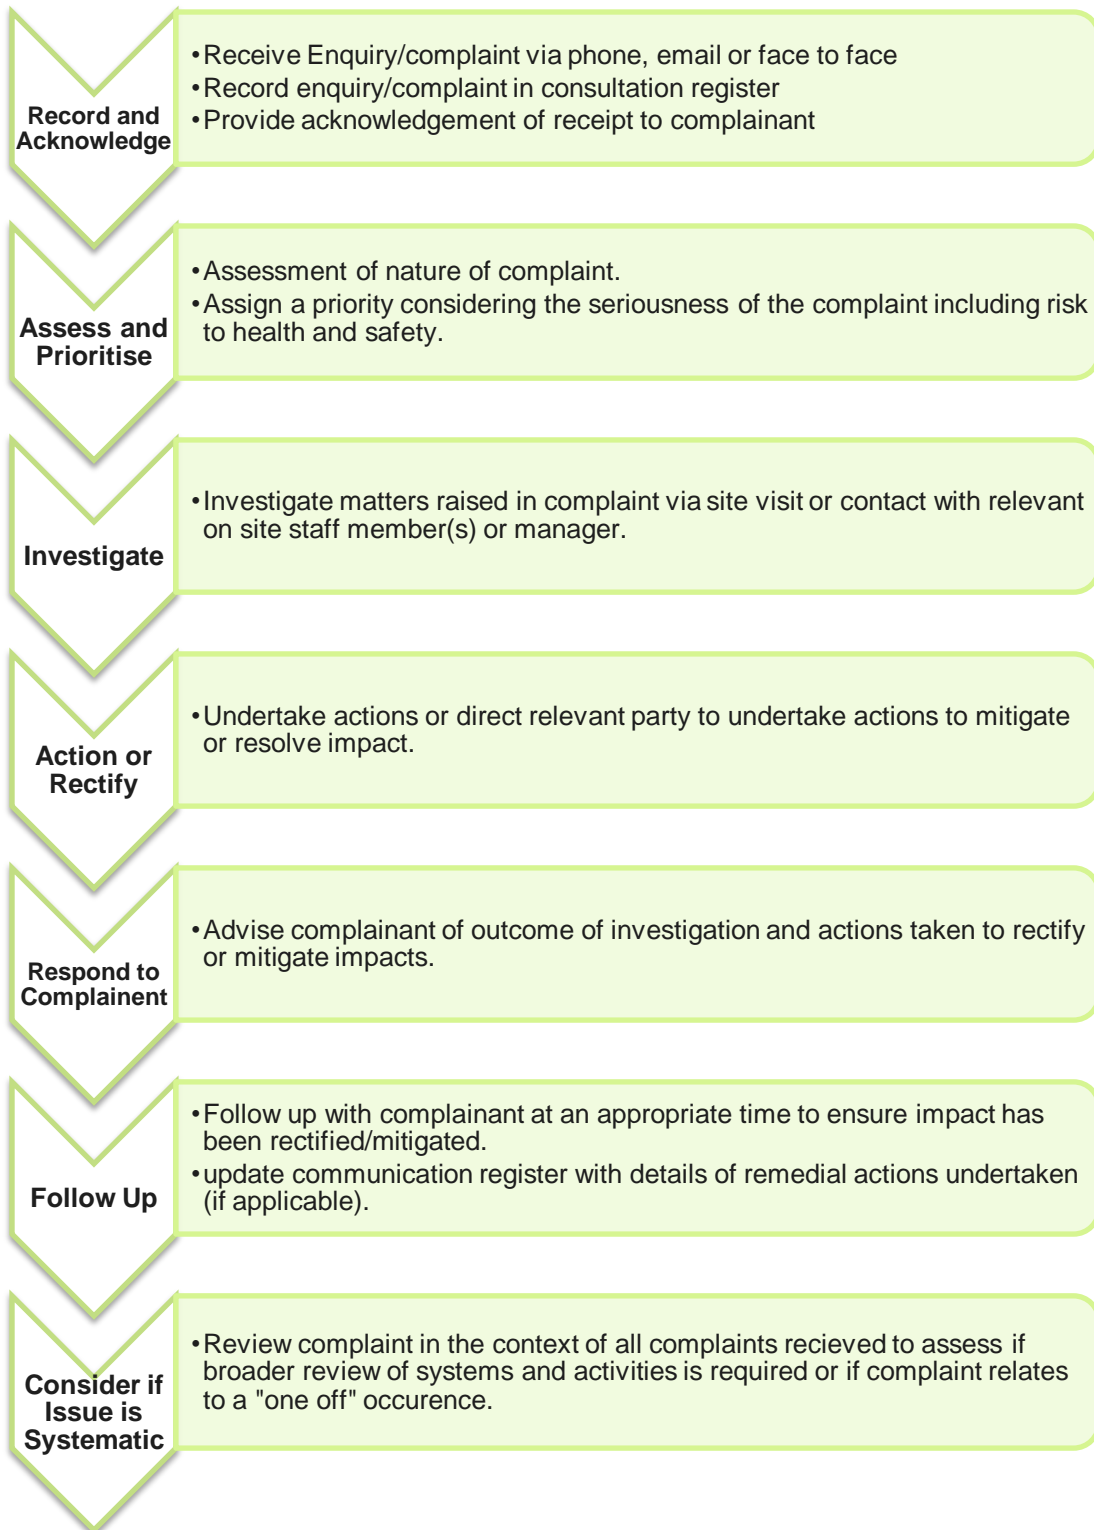 Record and
Acknowledge
•Receive Enquiry/complaint via phone, email or face to face
•Record enquiry/complaint in consultation register
•Provide acknowledgement of receipt to complainant
Assess and
Prioritise
•Assessment of nature of complaint.
•Assign a priority considering the seriousness of the complaint including risk
to health and safety.
Investigate
•Investigate matters raised in complaint via site visit or contact with relevant
on site staff member(s) or manager.
Action or
Rectify
•Undertake actions or direct relevant party to undertake actions to mitigate
or resolve impact.
Respond to
Complainent
•Advise complainant of outcome of investigation and actions taken to rectify
or mitigate impacts.
Follow Up
•Follow up with complainant at an appropriate time to ensure impact has
been rectified/mitigated.
•update communication register with details of remedial actions undertaken
(if applicable).
Consider if
Issue is
Systematic
•Review complaint in the context of all complaints recieved to assess if
broader review of systems and activities is required or if complaint relates
to a "one off" occurence.